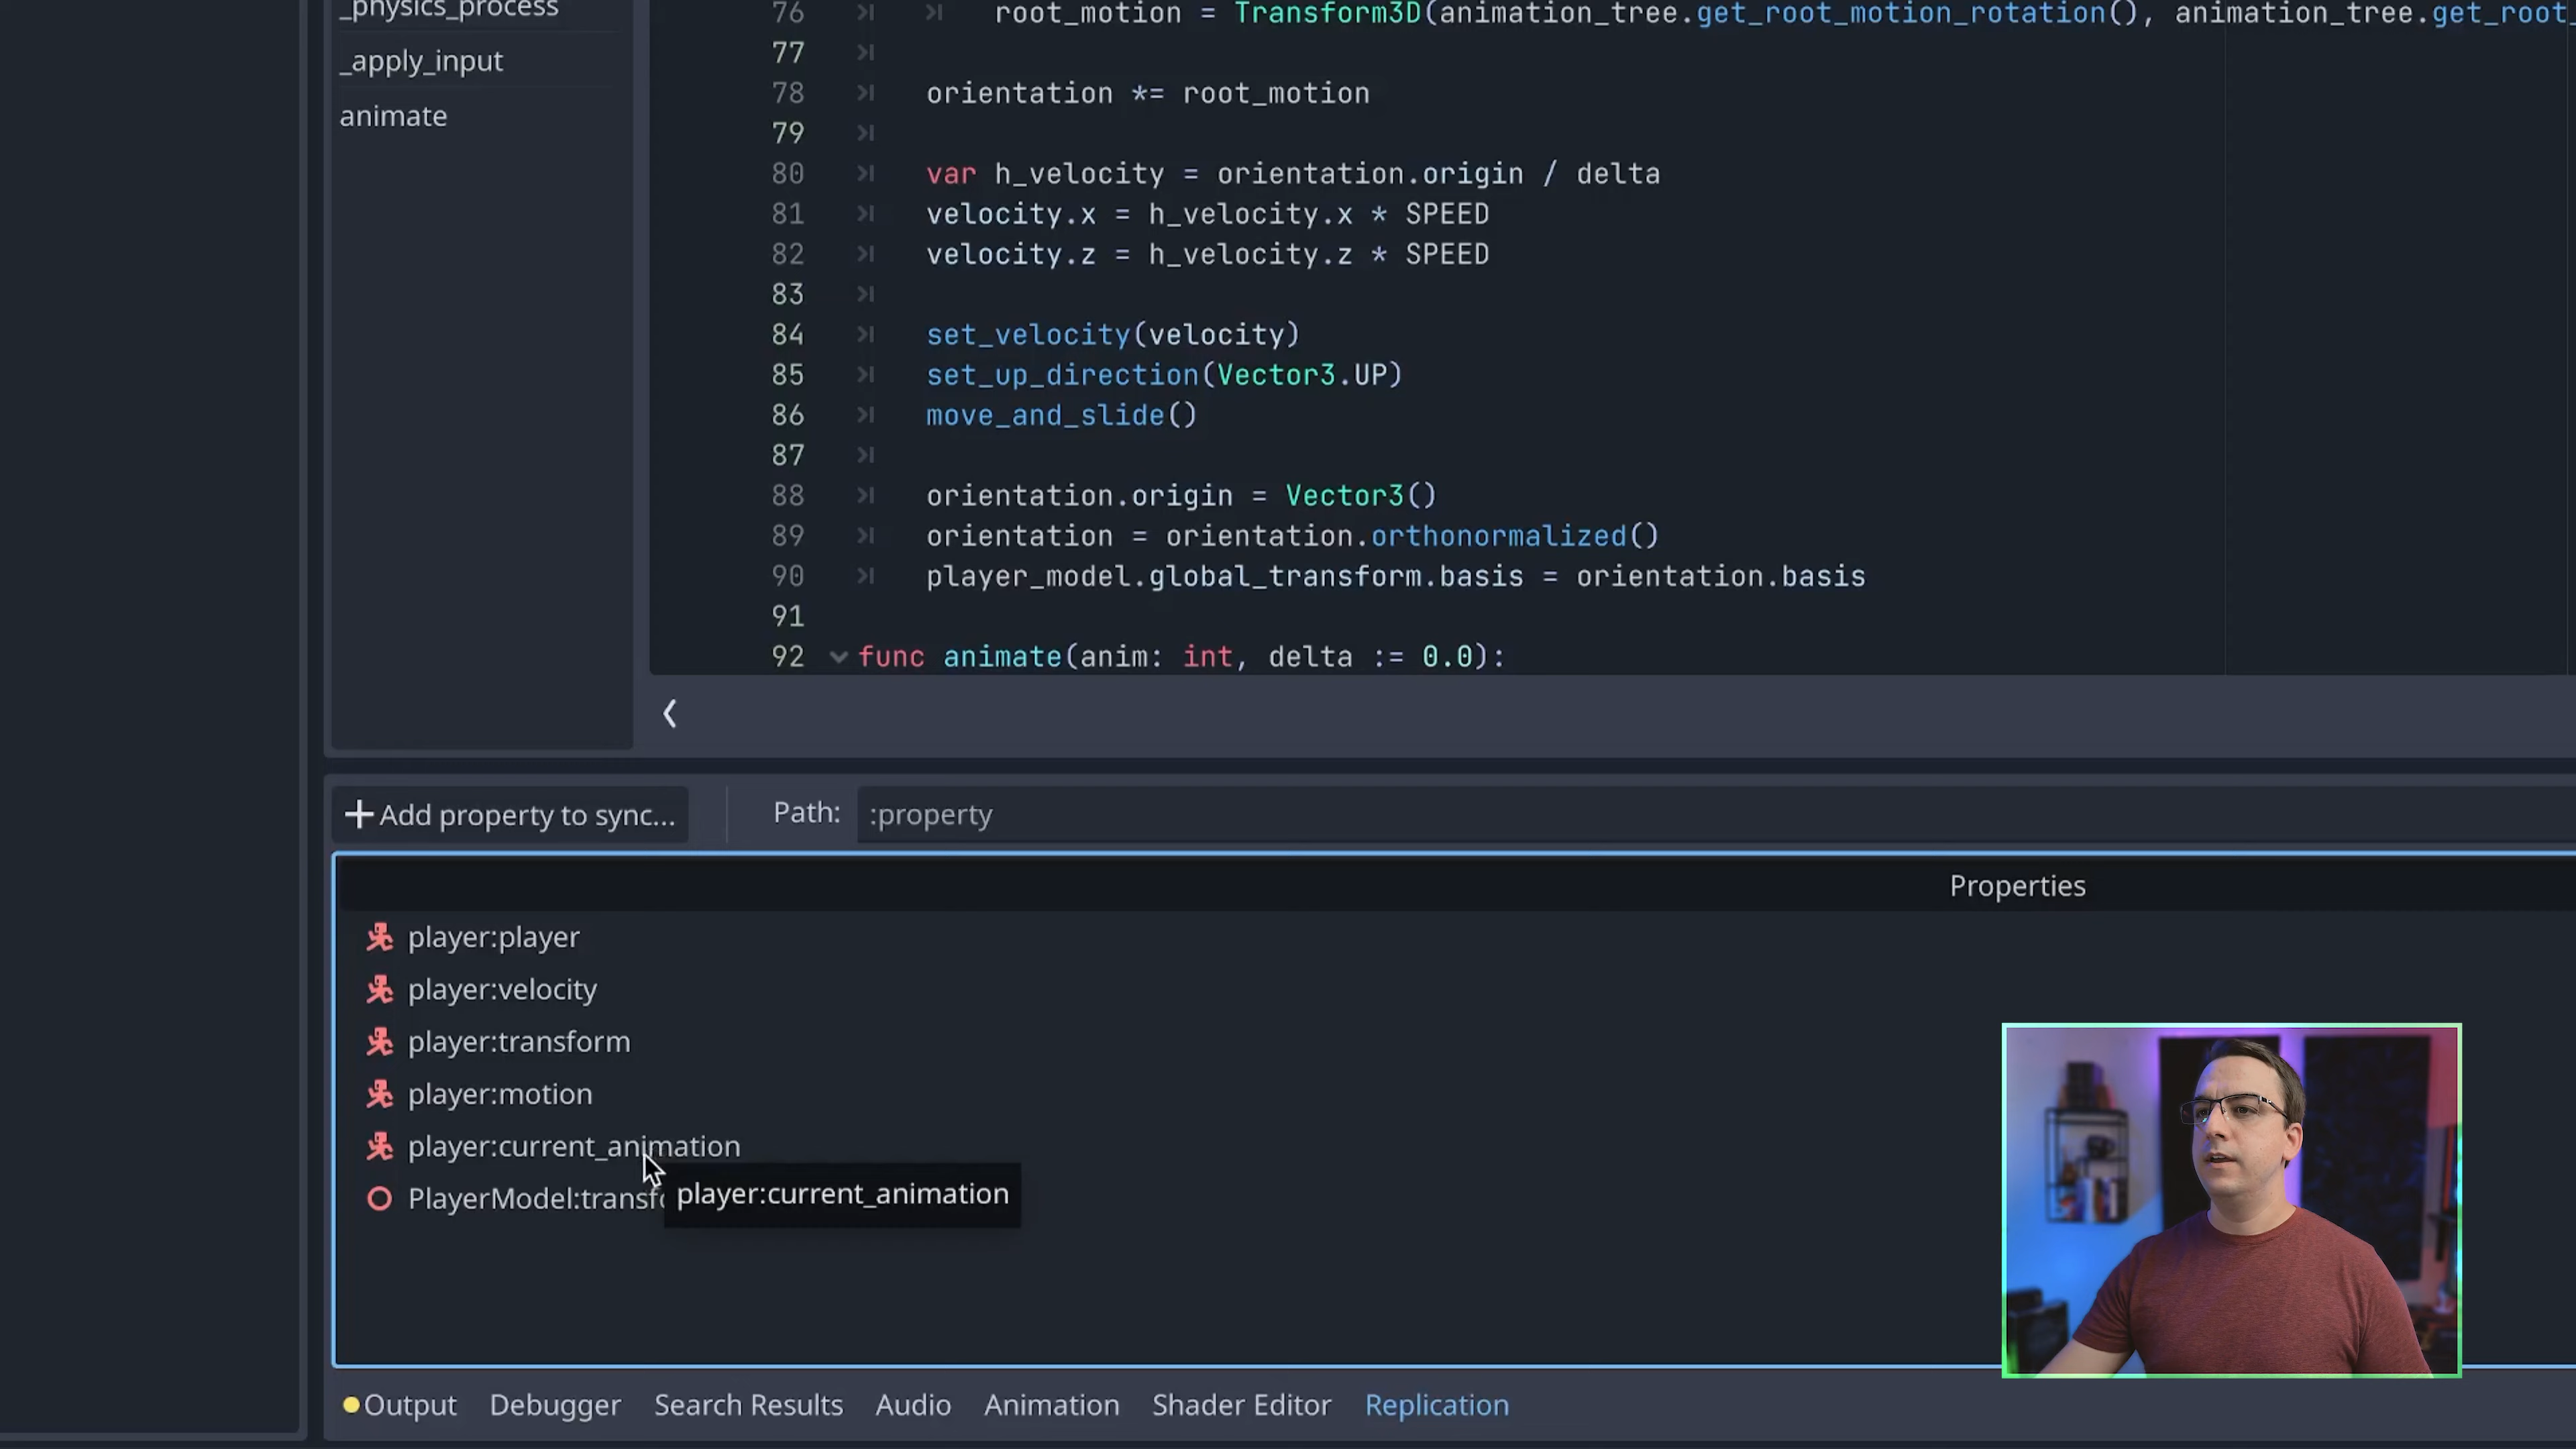 _physics_process
_apply_input
animate
76 root_motion = Transform3D(animation_tree.get_root_motion_rotation(), animation_tree.get_root_
77
78 orientation *= root_motion
79
80 var h_velocity = orientation.origin / delta
81 velocity.x = h_velocity.x * SPEED
82 velocity.z = h_velocity.z * SPEED
83
84 set_velocity(velocity)
85 set_up_direction(Vector3.UP)
86 move_and_slide()
87
88 orientation.origin = Vector3()
89 orientation = orientation.orthonormalized()
90 player_model.global_transform.basis = orientation.basis
91
92 func animate(anim: int, delta := 0.0):
Add property to sync... Path: :property
Properties
player:player
player:velocity
player:transform
player:motion
player:current_animation
PlayerModel:transfo
player:current_animation
Output Debugger Search Results Audio Animation Shader Editor Replication